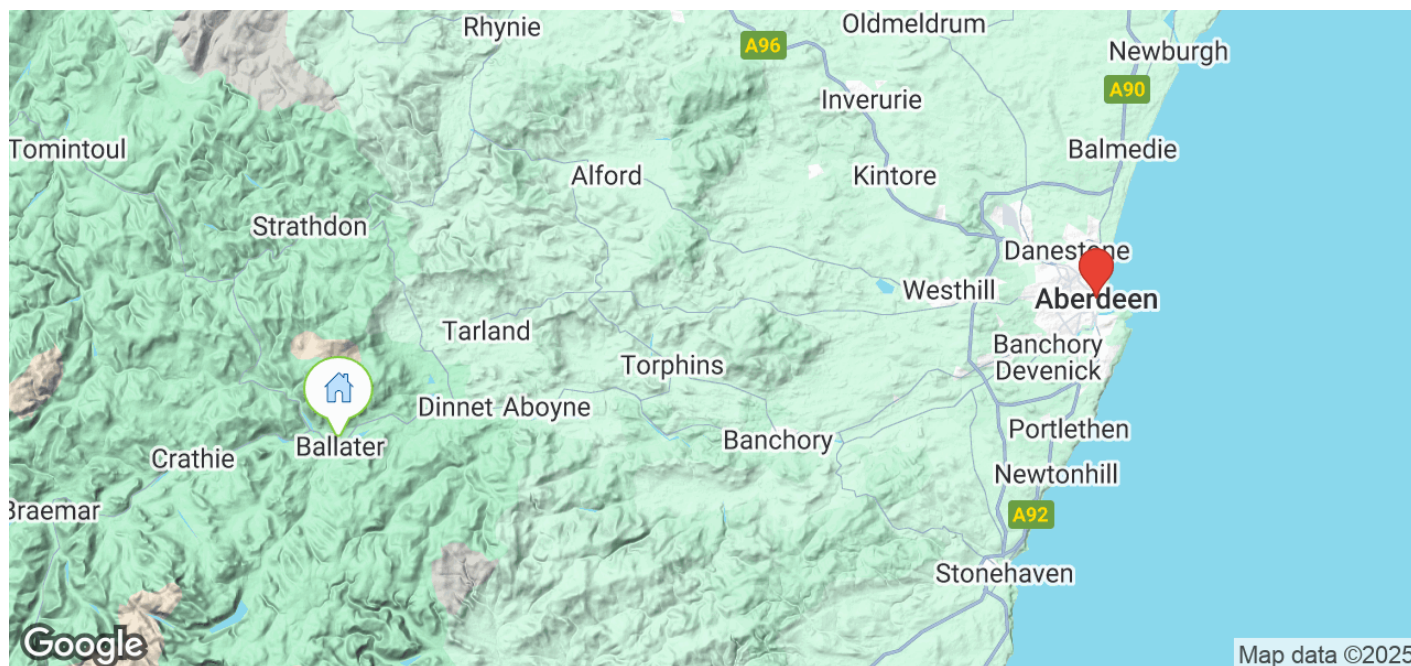 Rhynie
Oldmeldrum
A96
Newburgh
A90
Inverurie
Tomintoul
Balmedie
Alford
Kintore
Strathdon
Danestone
Westhill
Aberdeen
Tarland
Banchory
Devenick
Torphins
Dinnet
Aboyne
Portlethen
Ballater
Banchory
Crathie
Newtonhill
Braemar
A92
Stonehaven
Google
Map data ©2025